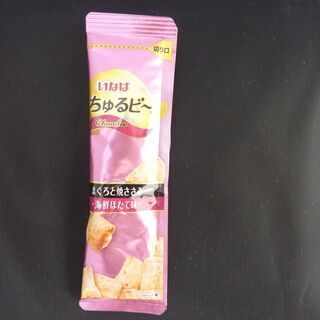 切り口
いなば
ちゅるビ〜
Churubee
まぐろと焼ささみ
海鮮ほたて味